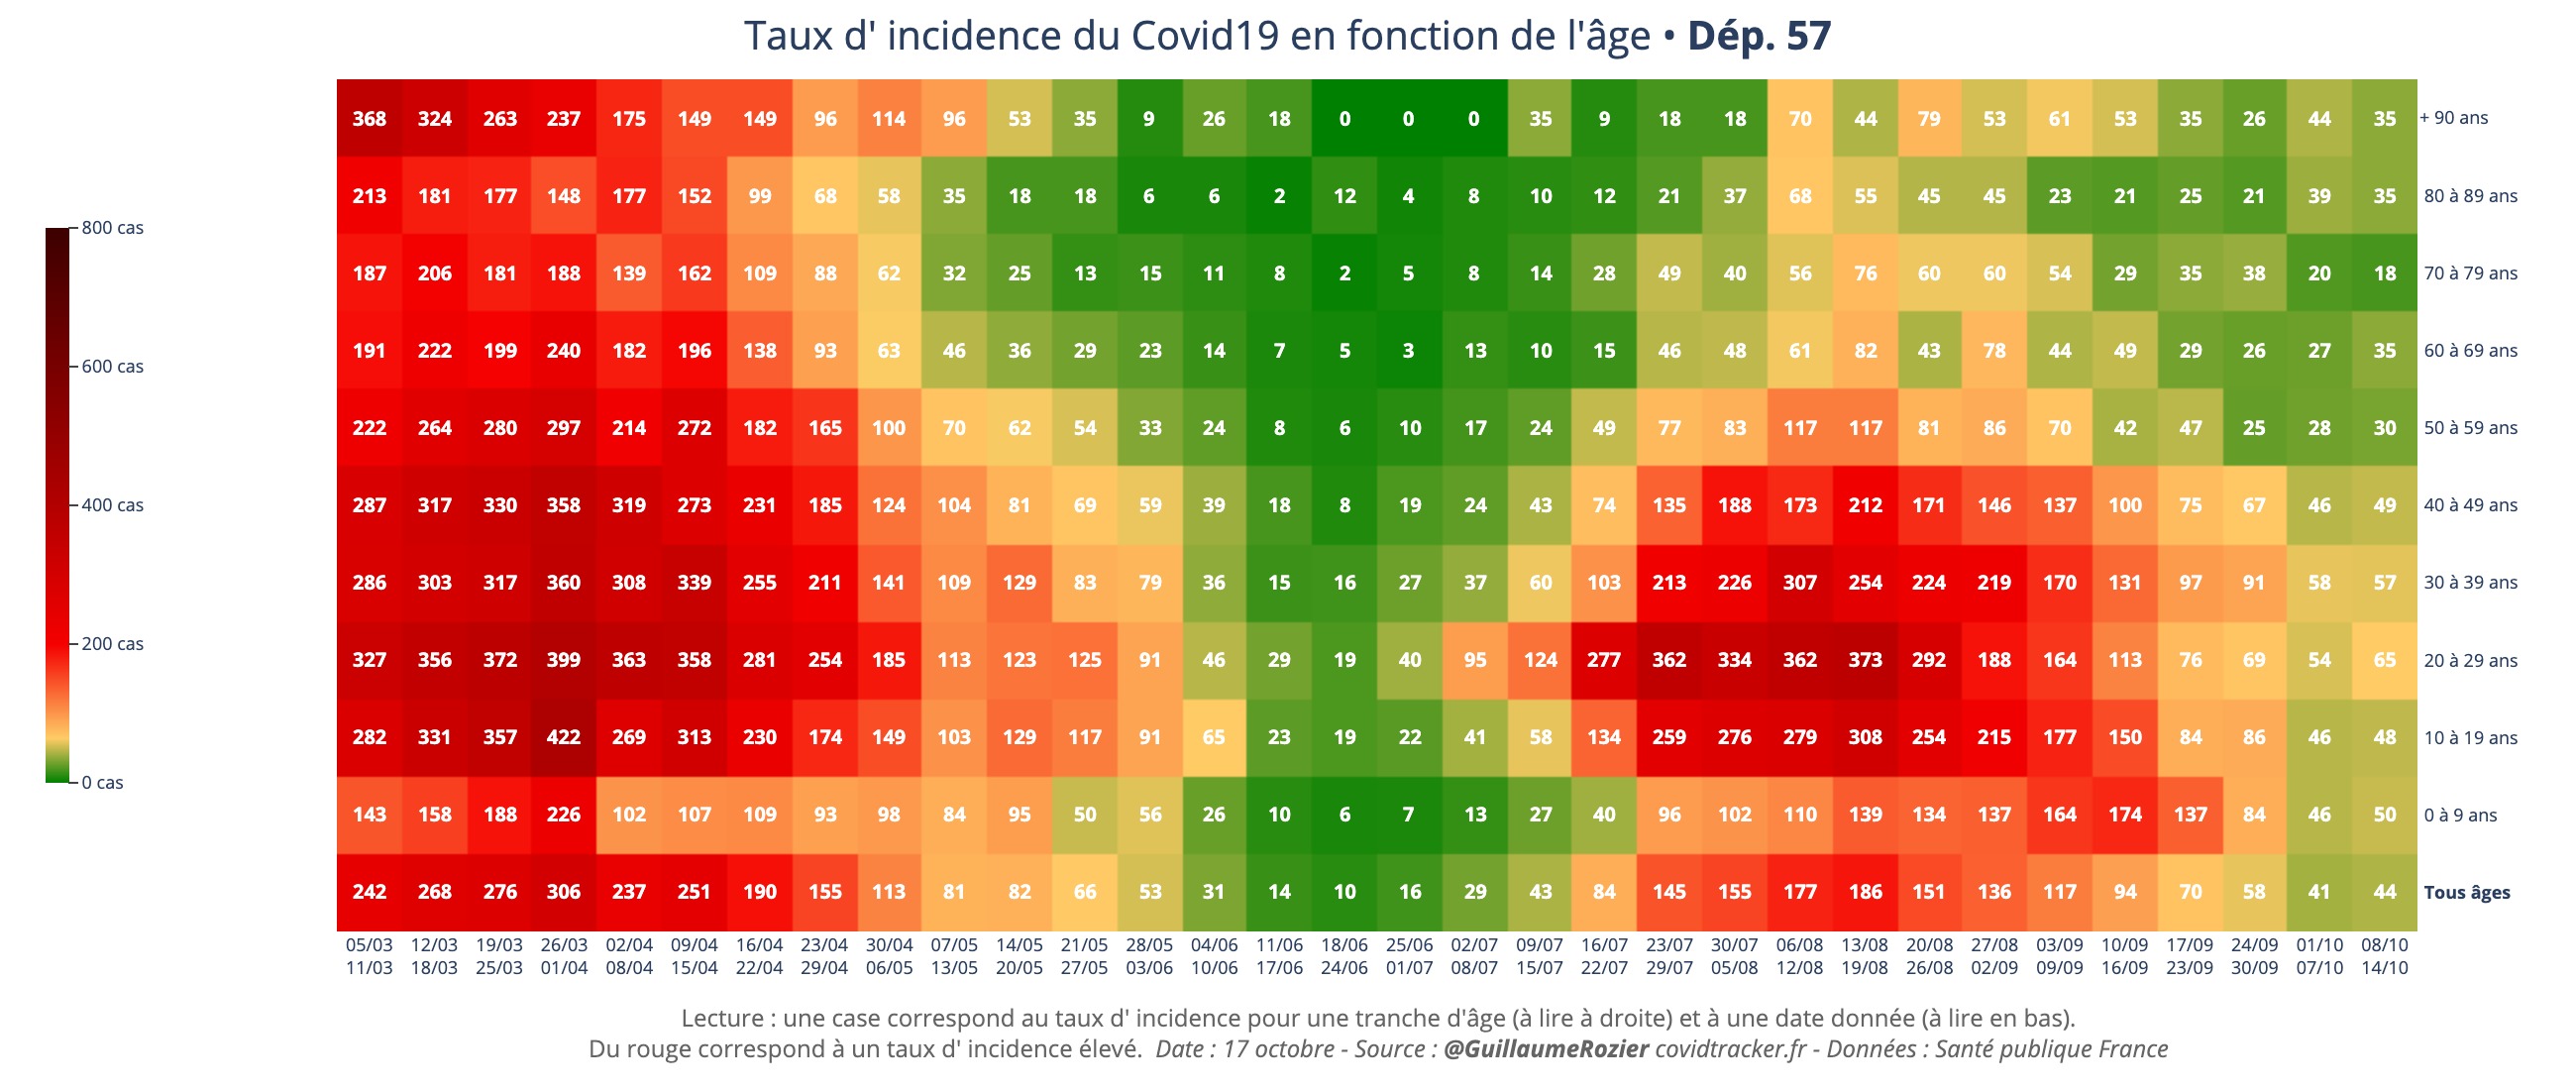 Taux d' incidence du Covid19 en fonction de l'âge • Dép. 57
800 cas
600 cas
400 cas
200 cas
0 cas
368 324 263 237 175 149 149 96 114 96 53 35 9 26 18 0 0 0 35 9 18 18 70 44 79 53 61 53 35 26 44 35 + 90 ans
213 181 177 148 177 152 99 68 58 35 18 18 6 6 2 12 4 8 10 12 21 37 68 55 45 45 23 21 25 21 39 35 80 à 89 ans
187 206 181 188 139 162 109 88 62 32 25 13 15 11 8 2 5 8 14 28 49 40 56 76 60 60 54 29 35 38 20 18 70 à 79 ans
191 222 199 240 182 196 138 93 63 46 36 29 23 14 7 5 3 13 10 15 46 48 61 82 43 78 44 49 29 26 27 35 60 à 69 ans
222 264 280 297 214 272 182 165 100 70 62 54 33 24 8 6 10 17 24 49 77 83 117 117 81 86 70 42 47 25 28 30 50 à 59 ans
287 317 330 358 319 273 231 185 124 104 81 69 59 39 18 8 19 24 43 74 135 188 173 212 171 146 137 100 75 67 46 49 40 à 49 ans
286 303 317 360 308 339 255 211 141 109 129 83 79 36 15 16 27 37 60 103 213 226 307 254 224 219 170 131 97 91 58 57 30 à 39 ans
327 356 372 399 363 358 281 254 185 113 123 125 91 46 29 19 40 95 124 277 362 334 362 373 292 188 164 113 76 69 54 65 20 à 29 ans
282 331 357 422 269 313 230 174 149 103 129 117 91 65 23 19 22 41 58 134 259 276 279 308 254 215 177 150 84 86 46 48 10 à 19 ans
143 158 188 226 102 107 109 93 98 84 95 50 56 26 10 6 7 13 27 40 96 102 110 139 134 137 164 174 137 84 46 50 0 à 9 ans
242 268 276 306 237 251 190 155 113 81 82 66 53 31 14 10 16 29 43 84 145 155 177 186 151 136 117 94 70 58 41 44 Tous âges
05/03 12/03 19/03 26/03 02/04 09/04 16/04 23/04 30/04 07/05 14/05 21/05 28/05 04/06 11/06 18/06 25/06 02/07 09/07 16/07 23/07 30/07 06/08 13/08 20/08 27/08 03/09 10/09 17/09 24/09 01/10 08/10
11/03 18/03 25/03 01/04 08/04 15/04 22/04 29/04 06/05 13/05 20/05 27/05 03/06 10/06 17/06 24/06 01/07 08/07 15/07 22/07 29/07 05/08 12/08 19/08 26/08 02/09 09/09 16/09 23/09 30/09 07/10 14/10
Lecture : une case correspond au taux d' incidence pour une tranche d'âge (à lire à droite) et à une date donnée (à lire en bas).
Du rouge correspond à un taux d' incidence élevé. Date : 17 octobre - Source : @GuillaumeRozier covidtracker.fr - Données : Santé publique France